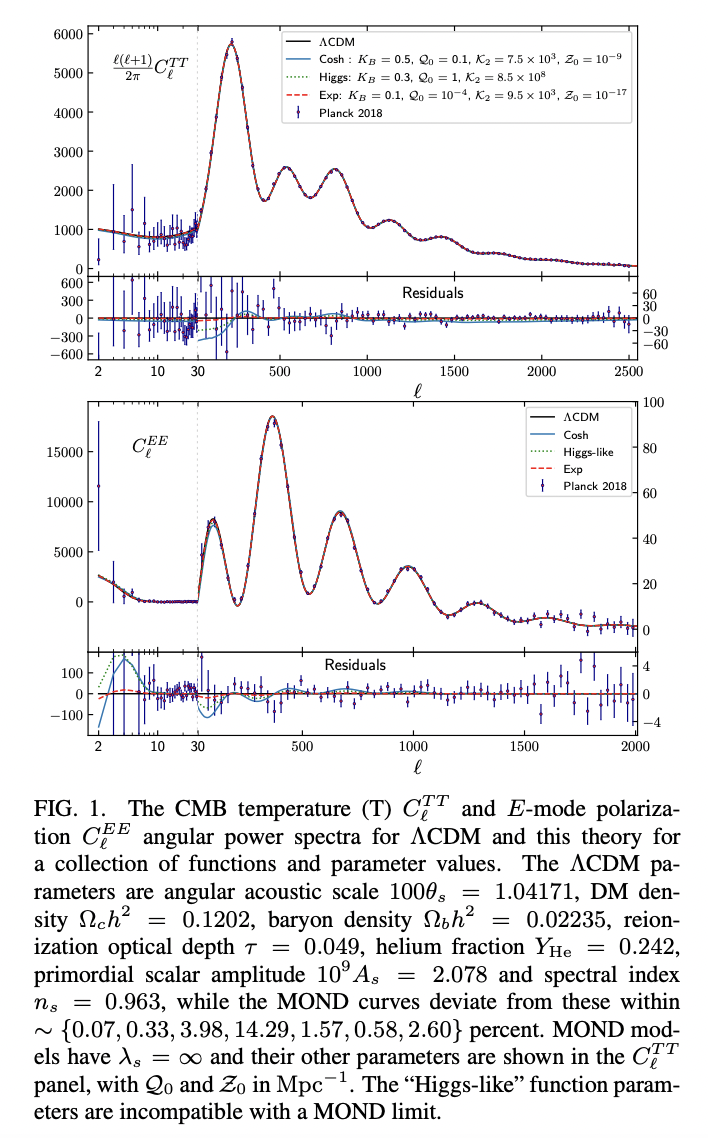 6000
5000
4000
3000
2000
1000
0
ℓ(ℓ+1)/2π C_ℓ^{TT}
ΛCDM
Cosh : K_B = 0.5, 𝒬_0 = 0.1, 𝒦_2 = 7.5 × 10^3, 𝒵_0 = 10^{-9}
Higgs: K_B = 0.3, 𝒬_0 = 1, 𝒦_2 = 8.5 × 10^8
Exp: K_B = 0.1, 𝒬_0 = 10^{-4}, 𝒦_2 = 9.5 × 10^3, 𝒵_0 = 10^{-17}
Planck 2018
600
300
0
−300
−600
Residuals
60
30
0
−30
−60
2 10 30 500 1000 1500 2000 2500
ℓ
15000
10000
5000
0
C_ℓ^{EE}
ΛCDM
Cosh
Higgs-like
Exp
Planck 2018
100
80
60
40
20
0
100
0
−100
Residuals
4
0
−4
2 10 30 500 1000 1500 2000
ℓ
FIG. 1. The CMB temperature (T) C_ℓ^{TT} and E-mode polariza-
tion C_ℓ^{EE} angular power spectra for ΛCDM and this theory for
a collection of functions and parameter values. The ΛCDM pa-
rameters are angular acoustic scale 100θ_s = 1.04171, DM den-
sity Ω_c h^2 = 0.1202, baryon density Ω_b h^2 = 0.02235, reion-
ization optical depth τ = 0.049, helium fraction Y_He = 0.242,
primordial scalar amplitude 10^9 A_s = 2.078 and spectral index
n_s = 0.963, while the MOND curves deviate from these within
∼ {0.07, 0.33, 3.98, 14.29, 1.57, 0.58, 2.60} percent. MOND mod-
els have λ_s = ∞ and their other parameters are shown in the C_ℓ^{TT}
panel, with 𝒬_0 and 𝒵_0 in Mpc^{−1}. The “Higgs-like” function param-
eters are incompatible with a MOND limit.